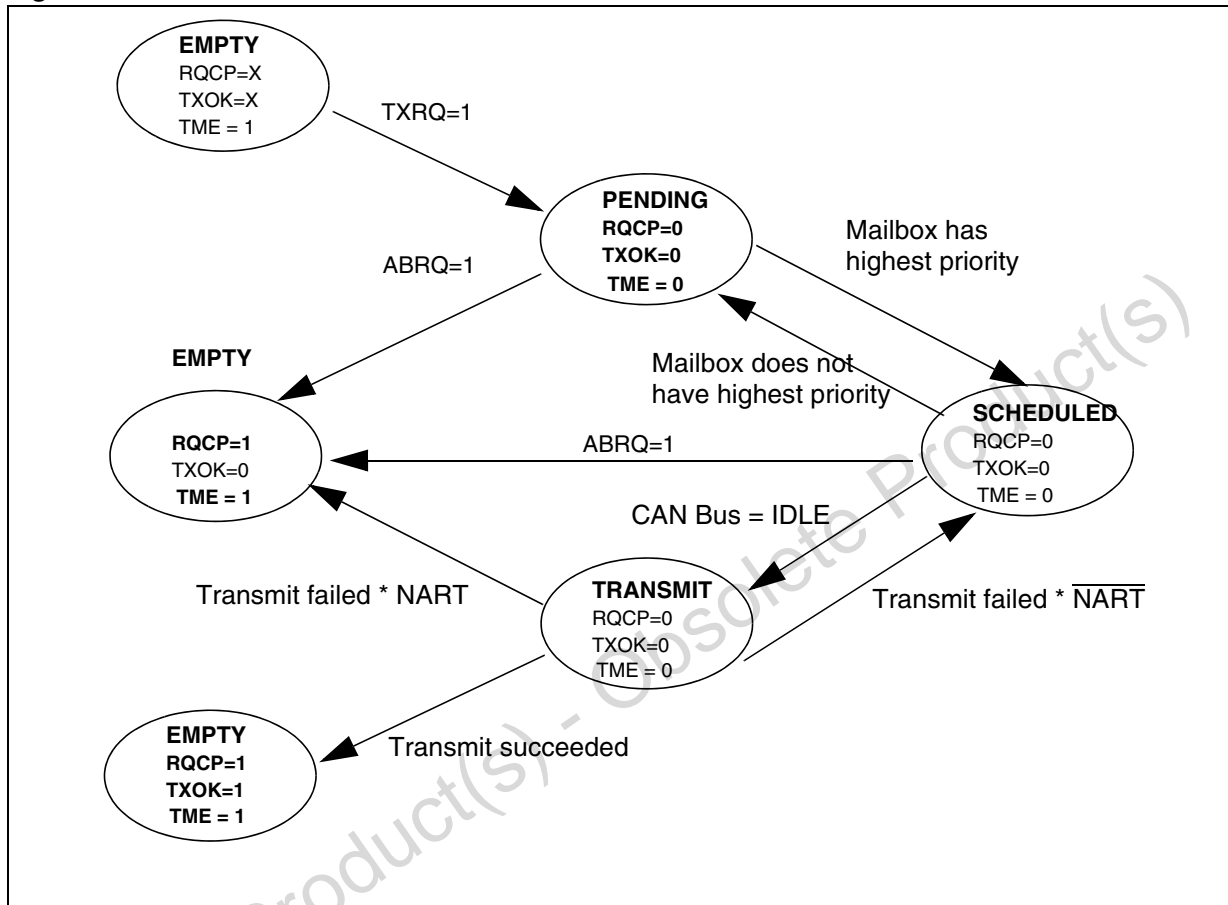 EMPTY
RQCP=X
TXOK=X
TME = 1
TXRQ=1
PENDING
RQCP=0
TXOK=0
TME = 0
Mailbox has
highest priority
ABRQ=1
EMPTY
Mailbox does not
have highest priority
RQCP=1
TXOK=0
TME = 1
ABRQ=1
SCHEDULED
RQCP=0
TXOK=0
TME = 0
CAN Bus = IDLE
Transmit failed * NART
TRANSMIT
RQCP=0
TXOK=0
TME = 0
Transmit failed * N̅A̅R̅T̅
EMPTY
RQCP=1
TXOK=1
TME = 1
Transmit succeeded
Product(s) - Obsolete Product(s)